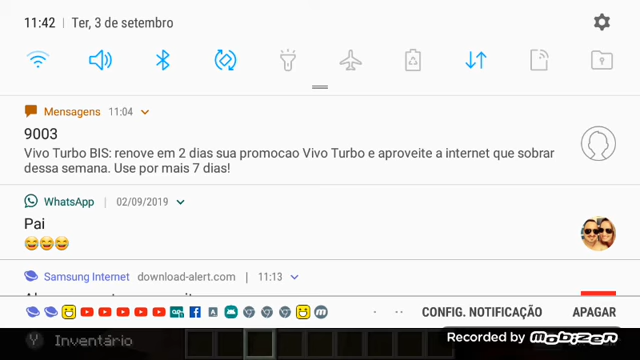 11:42 | Ter, 3 de setembro
Mensagens 11:04
9003
Vivo Turbo BIS: renove em 2 dias sua promocao Vivo Turbo e aproveite a internet que sobrar
dessa semana. Use por mais 7 dias!
WhatsApp | 02/09/2019
Pai
😂😂😂
Samsung Internet download-alert.com | 11:13
CONFIG. NOTIFICAÇÃO APAGAR
Y Inventário
Recorded by MOBIZEN